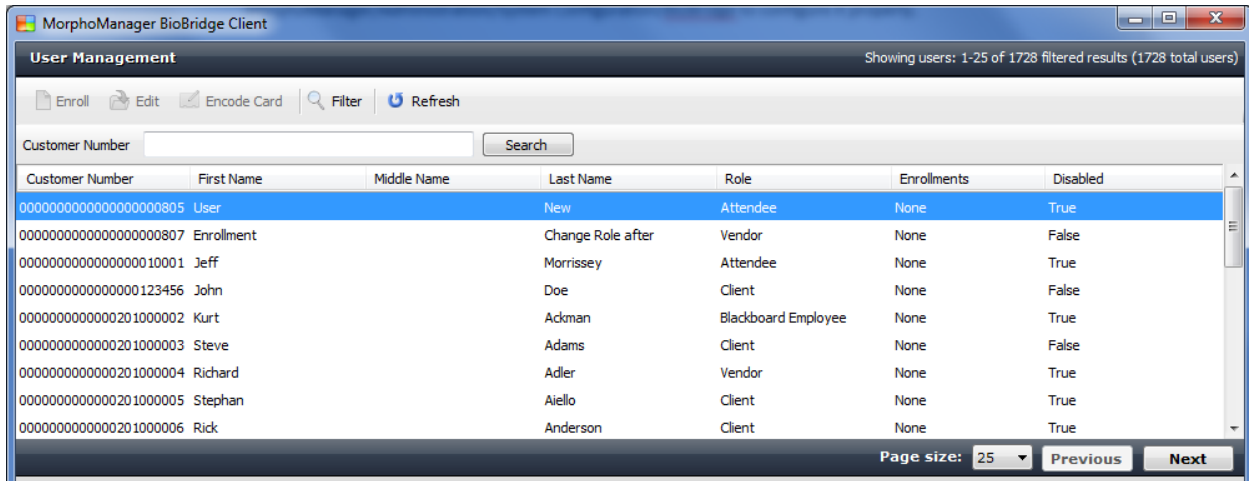 MorphoManager BioBridge Client
User Management Showing users: 1-25 of 1728 filtered results (1728 total users)
Enroll Edit Encode Card Filter Refresh
Customer Number Search
Customer Number First Name Middle Name Last Name Role Enrollments Disabled
0000000000000000000805 User New Attendee None True
0000000000000000000807 Enrollment Change Role after Vendor None False
0000000000000000010001 Jeff Morrissey Attendee None True
0000000000000000123456 John Doe Client None False
0000000000000201000002 Kurt Ackman Blackboard Employee None True
0000000000000201000003 Steve Adams Client None False
0000000000000201000004 Richard Adler Vendor None True
0000000000000201000005 Stephan Aiello Client None True
0000000000000201000006 Rick Anderson Client None True
Page size: 25 Previous Next